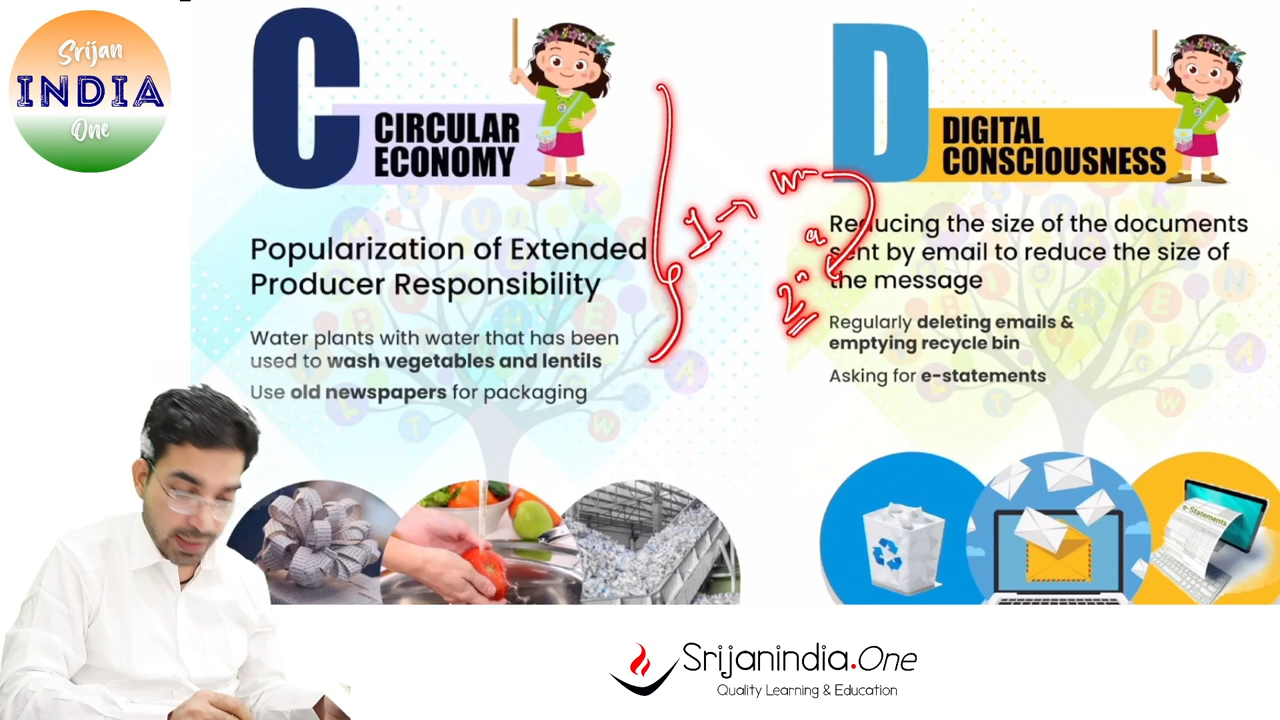 Srijan
INDIA
One
C
CIRCULAR
ECONOMY
Popularization of Extended
Producer Responsibility
Water plants with water that has been
used to wash vegetables and lentils
Use old newspapers for packaging
D
DIGITAL
CONSCIOUSNESS
Reducing the size of the documents
sent by email to reduce the size of
the message
Regularly deleting emails &
emptying recycle bin
Asking for e-statements
e-Statements
Srijanindia.One
Quality Learning & Education